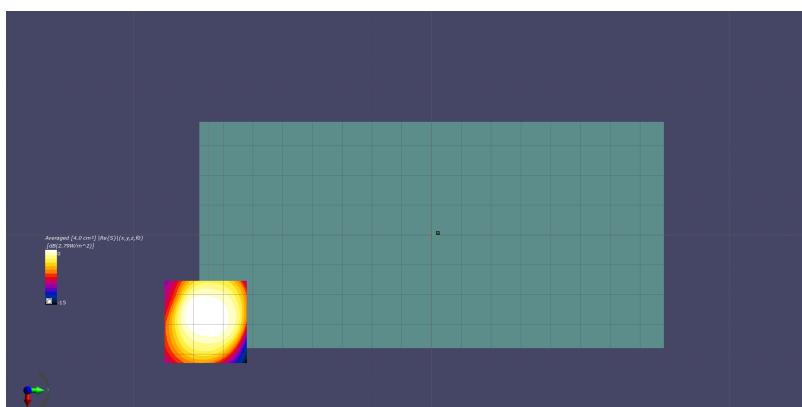 Averaged [4.0 cm²] |Re{S}|(x,y,z,f0)
[dB(2.79W/m^2)]
0
-15